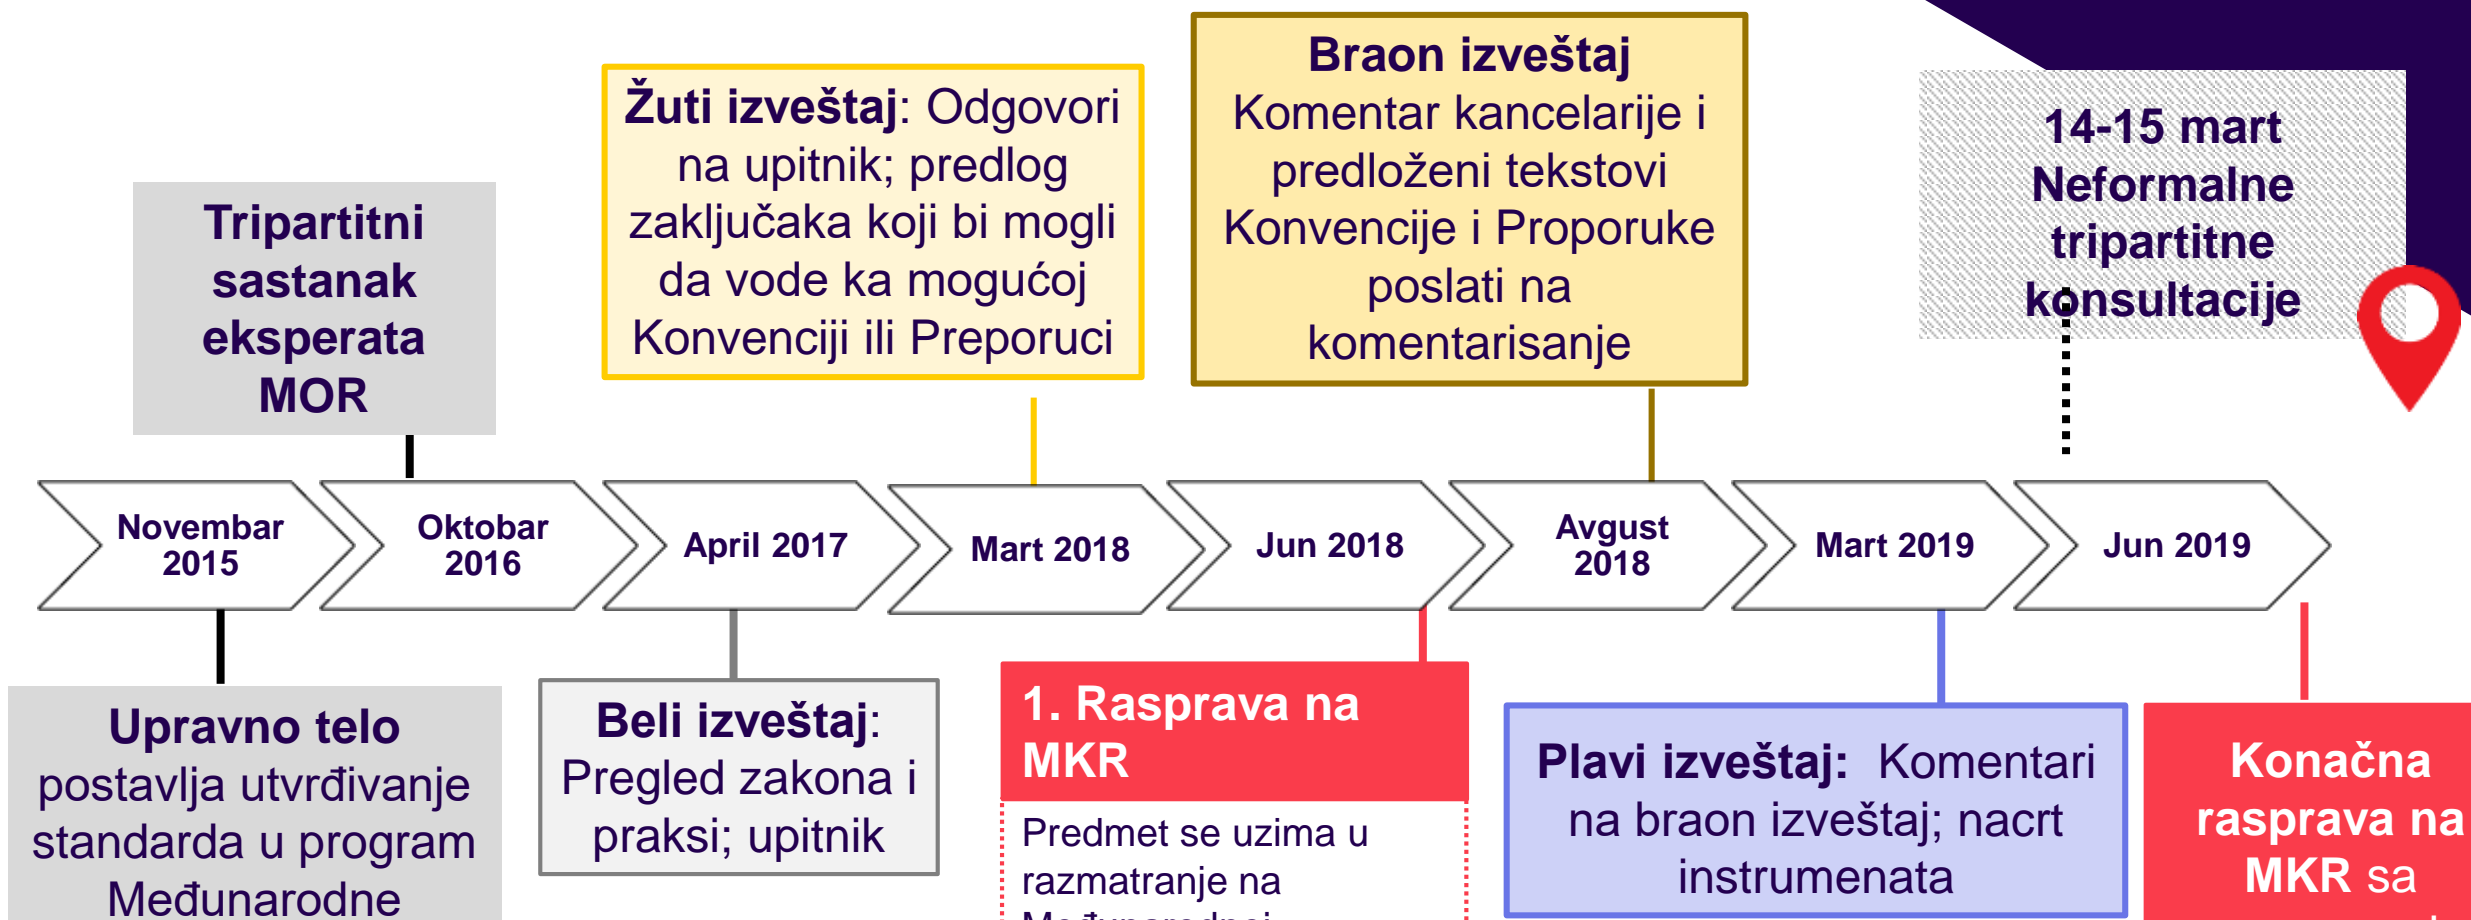 Tripartitni
sastanak
eksperata
MOR
Žuti izveštaj: Odgovori
na upitnik; predlog
zaključaka koji bi mogli
da vode ka mogućoj
Konvenciji ili Preporuci
Braon izveštaj
Komentar kancelarije i
predloženi tekstovi
Konvencije i Proporuke
poslati na
komentarisanje
14-15 mart
Neformalne
tripartitne
konsultacije
Novembar
2015
Oktobar
2016
April 2017
Mart 2018
Jun 2018
Avgust
2018
Mart 2019
Jun 2019
Upravno telo
postavlja utvrđivanje
standarda u program
Međunarodne
Beli izveštaj:
Pregled zakona i
praksi; upitnik
1. Rasprava na
MKR
Predmet se uzima u
razmatranje na
Plavi izveštaj: Komentari
na braon izveštaj; nacrt
instrumenata
Konačna
rasprava na
MKR sa